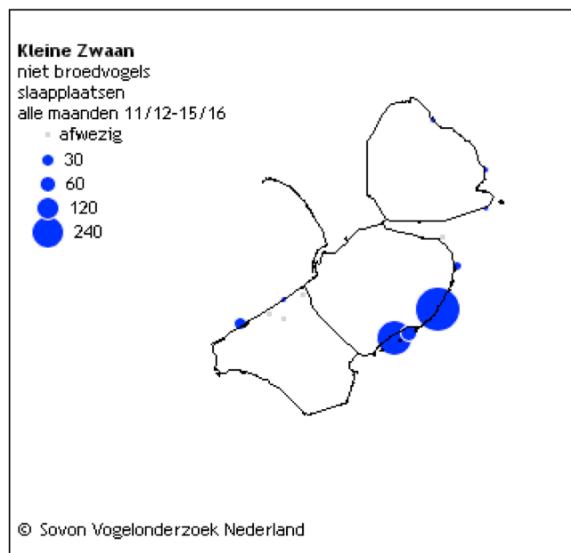 Kleine Zwaan
niet broedvogels
slaapplaatsen
alle maanden 11/12-15/16
afwezig
30
60
120
240
© Sovon Vogelonderzoek Nederland